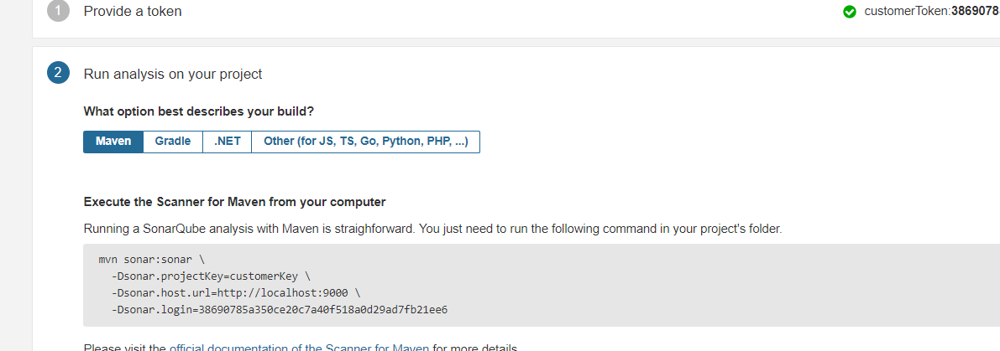 1 Provide a token customerToken:3869078
2 Run analysis on your project
What option best describes your build?
Maven Gradle .NET Other (for JS, TS, Go, Python, PHP, ...)
Execute the Scanner for Maven from your computer
Running a SonarQube analysis with Maven is straighforward. You just need to run the following command in your project's folder.
mvn sonar:sonar \
-Dsonar.projectKey=customerKey \
-Dsonar.host.url=http://localhost:9000 \
-Dsonar.login=38690785a350ce20c7a40f518a0d29ad7fb21ee6
Please visit the official documentation of the Scanner for Maven for more details.